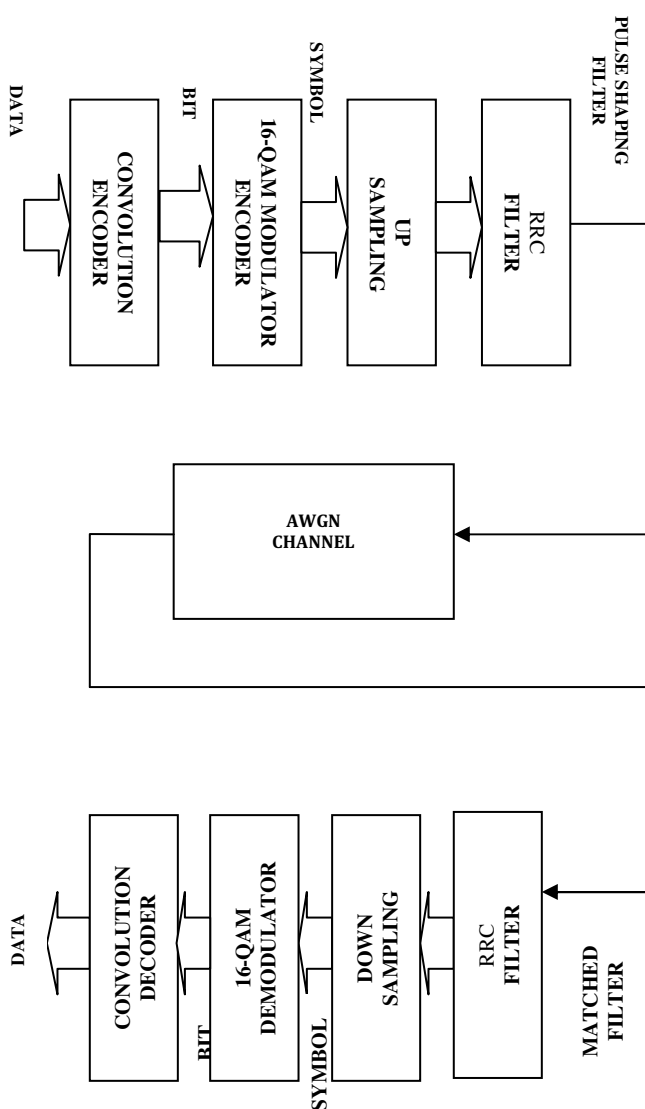 DATA
CONVOLUTION
ENCODER
BIT
16-QAM MODULATOR
ENCODER
SYMBOL
UP
SAMPLING
RRC
FILTER
PULSE SHAPING
FILTER
AWGN
CHANNEL
MATCHED
FILTER
RRC
FILTER
DOWN
SAMPLING
SYMBOL
16-QAM
DEMODULATOR
BIT
CONVOLUTION
DECODER
DATA